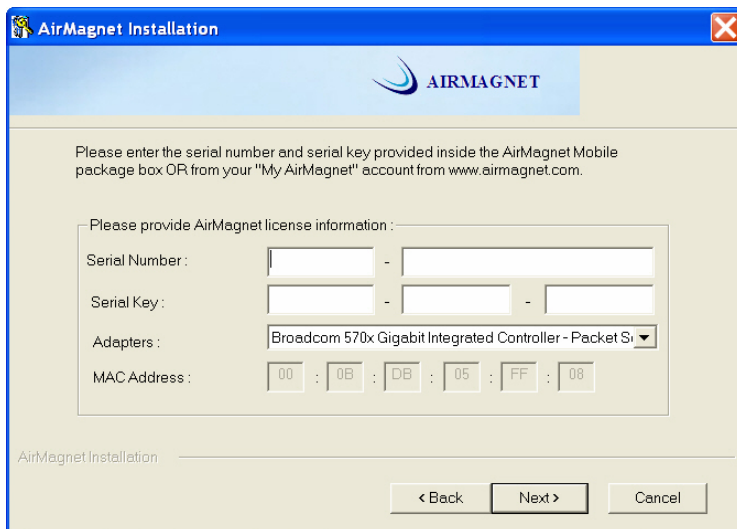 AirMagnet Installation
AIRMAGNET
Please enter the serial number and serial key provided inside the AirMagnet Mobile
package box OR from your "My AirMagnet" account from www.airmagnet.com.
Please provide AirMagnet license information :
Serial Number : -
Serial Key : - -
Adapters : Broadcom 570x Gigabit Integrated Controller - Packet
MAC Address : 00 : 0B : DB : 05 : FF : 08
AirMagnet Installation
< Back Next > Cancel